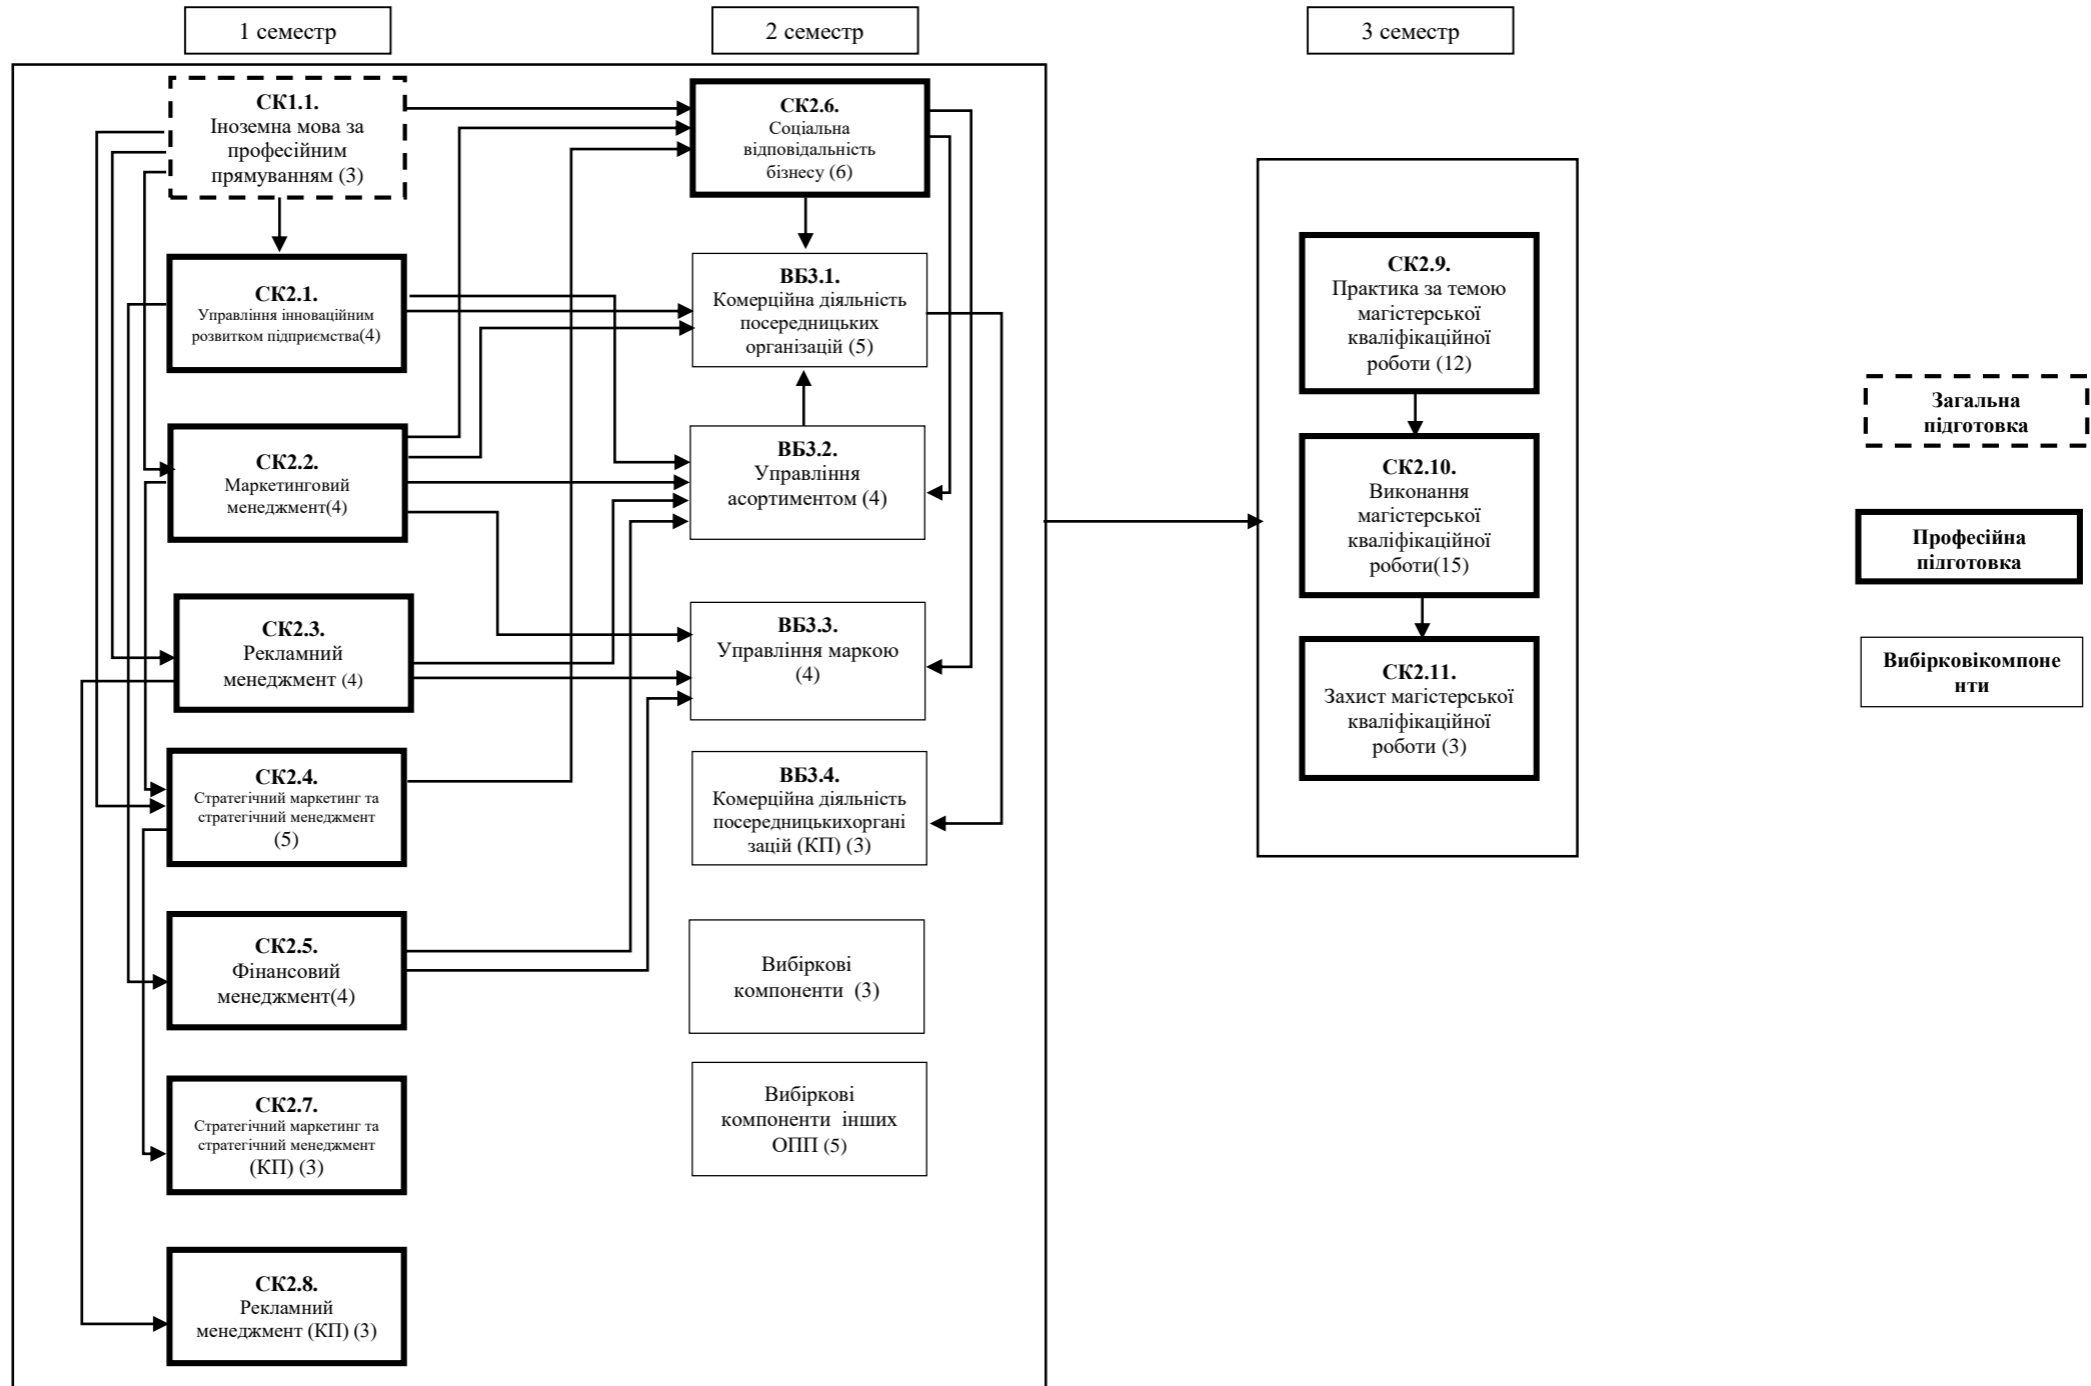 1 семестр
2 семестр
3 семестр
СК1.1.
Іноземна мова за
професійним
прямуванням (3)
СК2.1.
Управління інноваційним
розвитком підприємства(4)
СК2.2.
Маркетинговий
менеджмент(4)
СК2.3.
Рекламний
менеджмент (4)
СК2.4.
Стратегічний маркетинг та
стратегічний менеджмент
(5)
СК2.5.
Фінансовий
менеджмент(4)
СК2.7.
Стратегічний маркетинг та
стратегічний менеджмент
(КП) (3)
СК2.8.
Рекламний
менеджмент (КП) (3)
СК2.6.
Соціальна
відповідальність
бізнесу (6)
ВБ3.1.
Комерційна діяльність
посередницьких
організацій (5)
ВБ3.2.
Управління
асортиментом (4)
ВБ3.3.
Управління маркою
(4)
ВБ3.4.
Комерційна діяльність
посередницькихоргані
зацій (КП) (3)
Вибіркові
компоненти (3)
Вибіркові
компоненти інших
ОПП (5)
СК2.9.
Практика за темою
магістерської
кваліфікаційної
роботи (12)
СК2.10.
Виконання
магістерської
кваліфікаційної
роботи(15)
СК2.11.
Захист магістерської
кваліфікаційної
роботи (3)
Загальна
підготовка
Професійна
підготовка
Вибірковікомпоне
нти